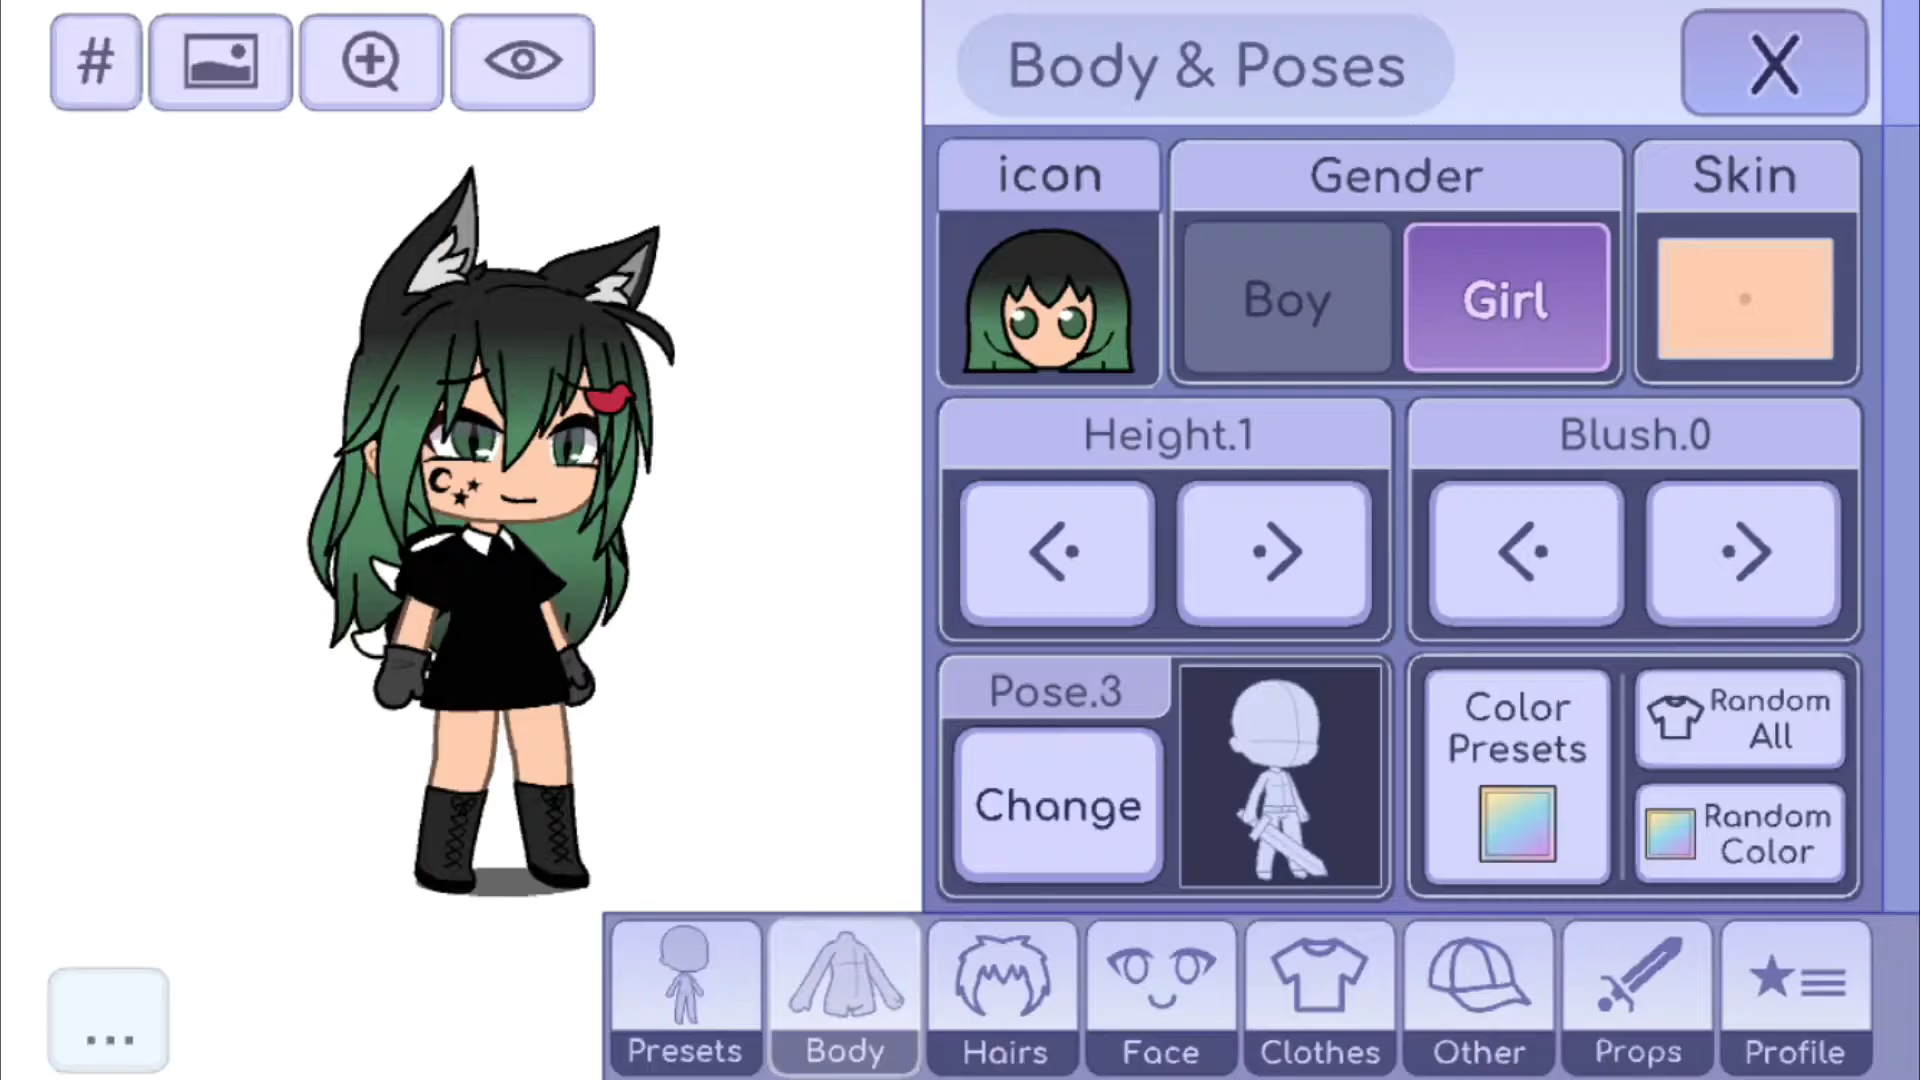 #
Body & Poses
X
icon
Gender
Skin
Boy
Girl
Height.1
Blush.0
Pose.3
Change
Color
Presets
Random
All
Random
Color
...
Presets
Body
Hairs
Face
Clothes
Other
Props
Profile